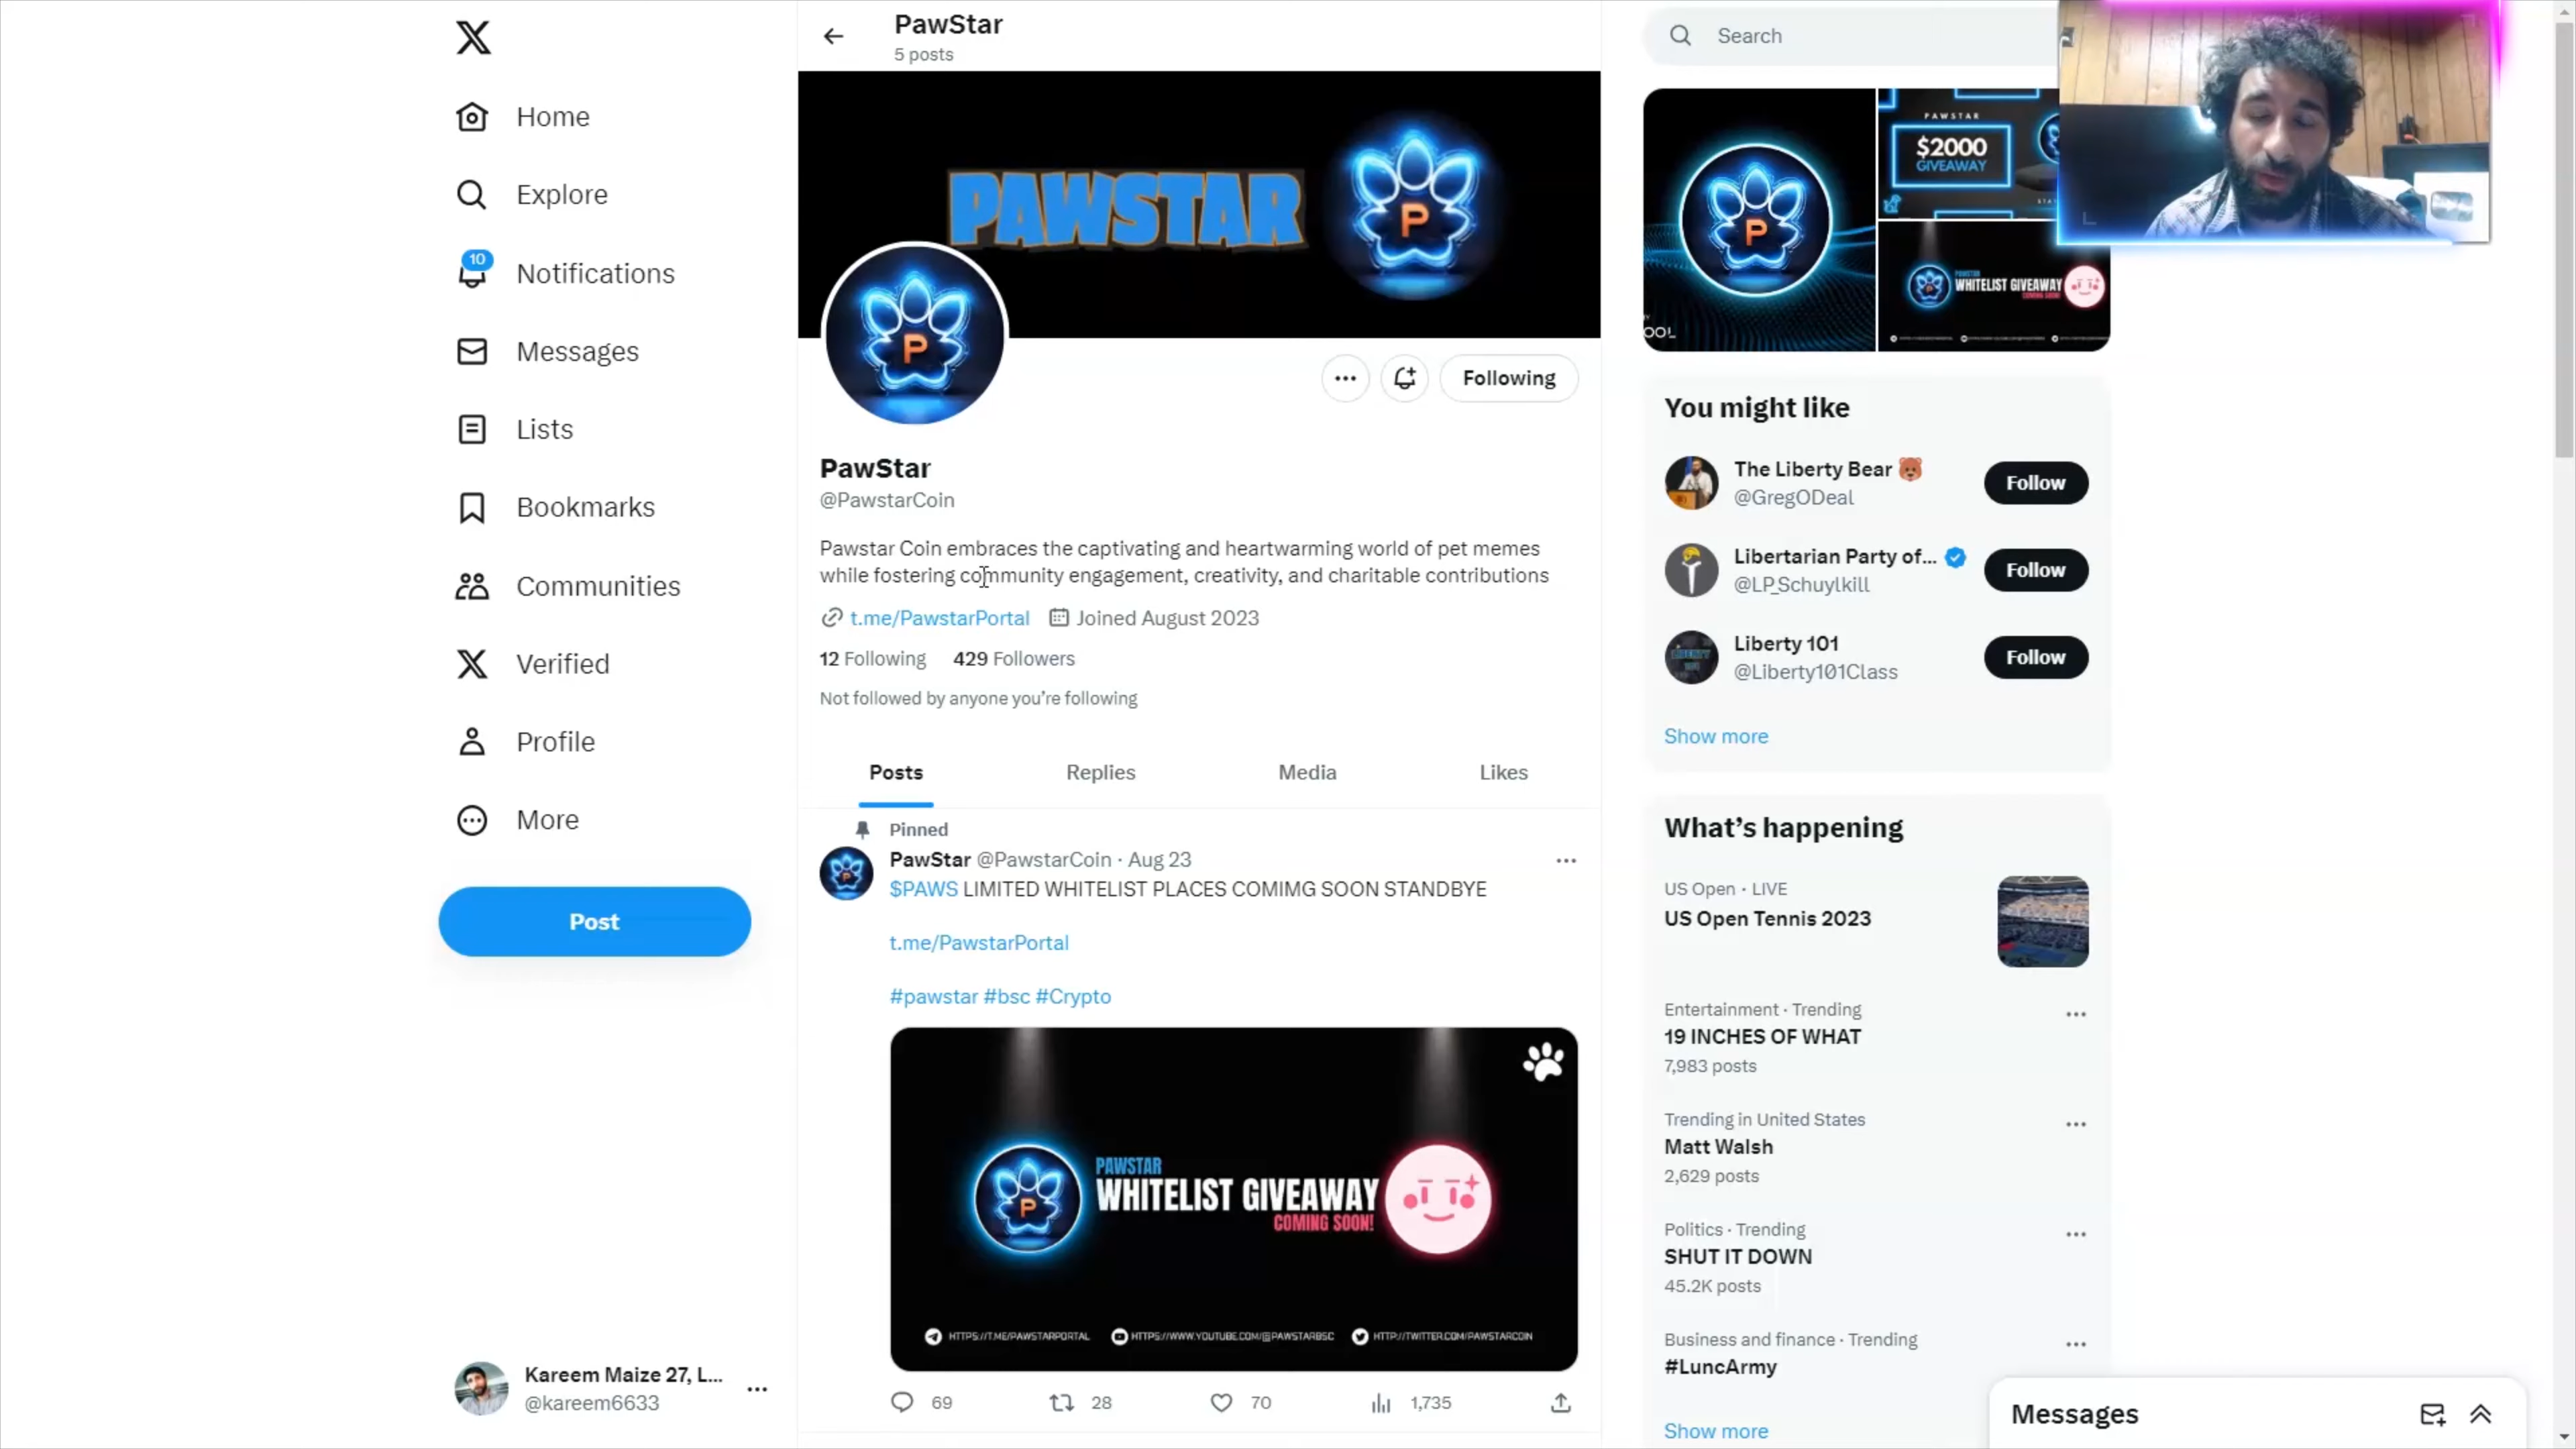 Home
Explore
10
Notifications
Messages
Lists
Bookmarks
Communities
Verified
Profile
More
Post
Kareem Maize 27, L...
@kareem6633
PawStar
5 posts
PAWSTAR
P
P
Following
PawStar
@PawstarCoin
Pawstar Coin embraces the captivating and heartwarming world of pet memes
while fostering community engagement, creativity, and charitable contributions
t.me/PawstarPortal Joined August 2023
12 Following 429 Followers
Not followed by anyone you're following
Posts Replies Media Likes
Pinned
PawStar @PawstarCoin · Aug 23
$PAWS LIMITED WHITELIST PLACES COMIMG SOON STANDBYE
t.me/PawstarPortal
#pawstar #bsc #Crypto
P
PAWSTAR
WHITELIST GIVEAWAY
COMING SOON!
HTTPS://T.ME/PAWSTARPORTAL HTTPS://WWW.YOUTUBE.COM/@PAWSTARBSC HTTP://TWITTER.COM/PAWSTARCOIN
69 28 70 1,735
Search
P
PAWSTAR
$2000
GIVEAWAY
PAWSTAR
WHITELIST GIVEAWAY
COMING SOON!
You might like
The Liberty Bear
@GregODeal
Follow
Libertarian Party of...
@LP_Schuylkill
Follow
Liberty 101
@Liberty101Class
Follow
Show more
What's happening
US Open · LIVE
US Open Tennis 2023
Entertainment · Trending
19 INCHES OF WHAT
7,983 posts
Trending in United States
Matt Walsh
2,629 posts
Politics · Trending
SHUT IT DOWN
45.2K posts
Business and finance · Trending
#LuncArmy
Show more
Messages